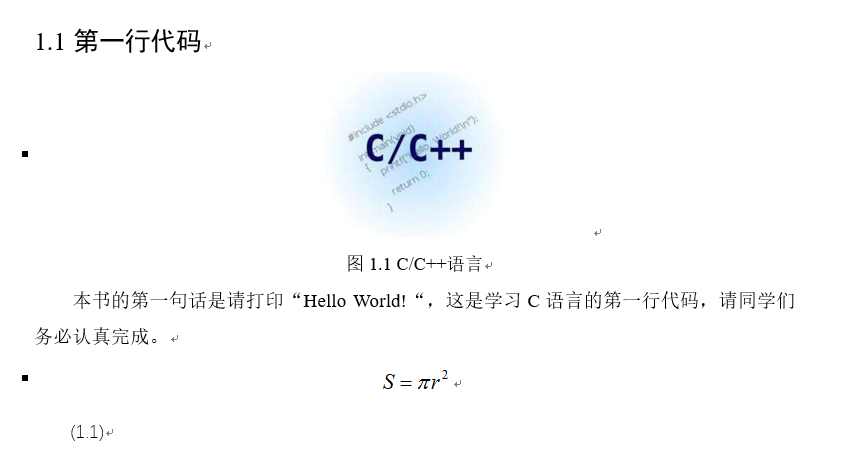 1.1 第一行代码
#include <stdio.h>
int main(void)
{
printf("Hello, World!\n");
return 0;
}
C/C++
图 1.1 C/C++语言
本书的第一句话是请打印“Hello World! “，这是学习 C 语言的第一行代码，请同学们
务必认真完成。
S = πr²
(1.1)